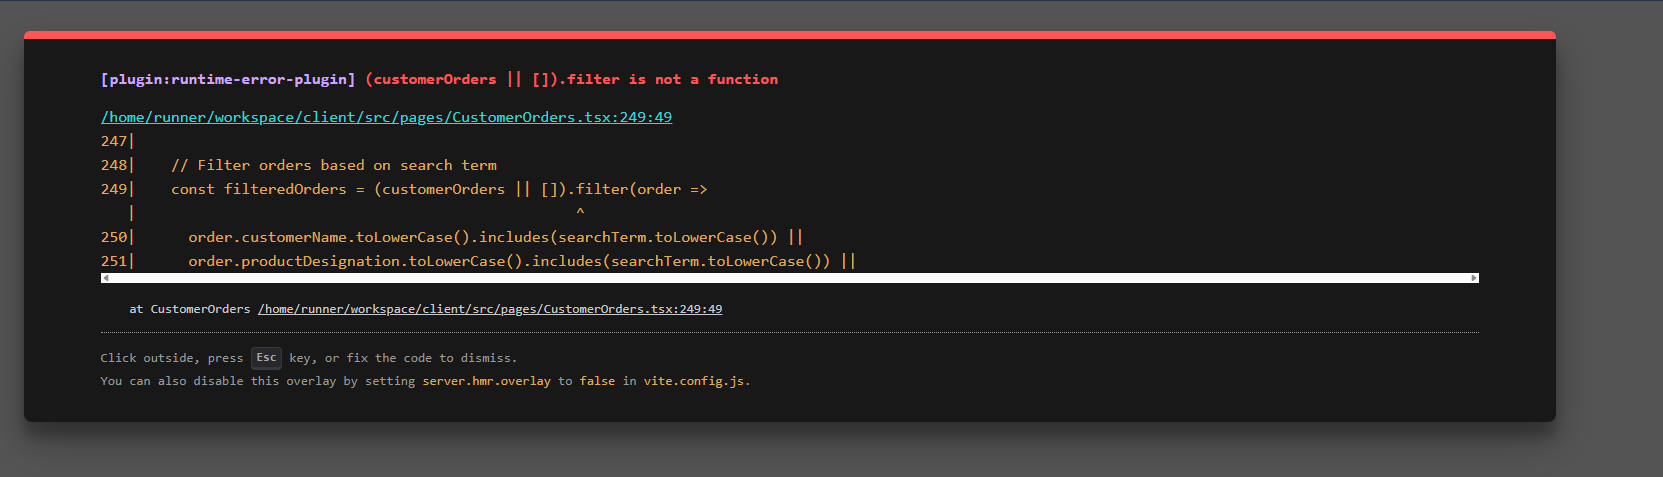 [plugin:runtime-error-plugin] (customerOrders || []).filter is not a function
/home/runner/workspace/client/src/pages/CustomerOrders.tsx:249:49
247|
248|    // Filter orders based on search term
249|    const filteredOrders = (customerOrders || []).filter(order =>
   |                                                   ^
250|      order.customerName.toLowerCase().includes(searchTerm.toLowerCase()) ||
251|      order.productDesignation.toLowerCase().includes(searchTerm.toLowerCase()) ||
at CustomerOrders /home/runner/workspace/client/src/pages/CustomerOrders.tsx:249:49
Click outside, press Esc key, or fix the code to dismiss.
You can also disable this overlay by setting server.hmr.overlay to false in vite.config.js.